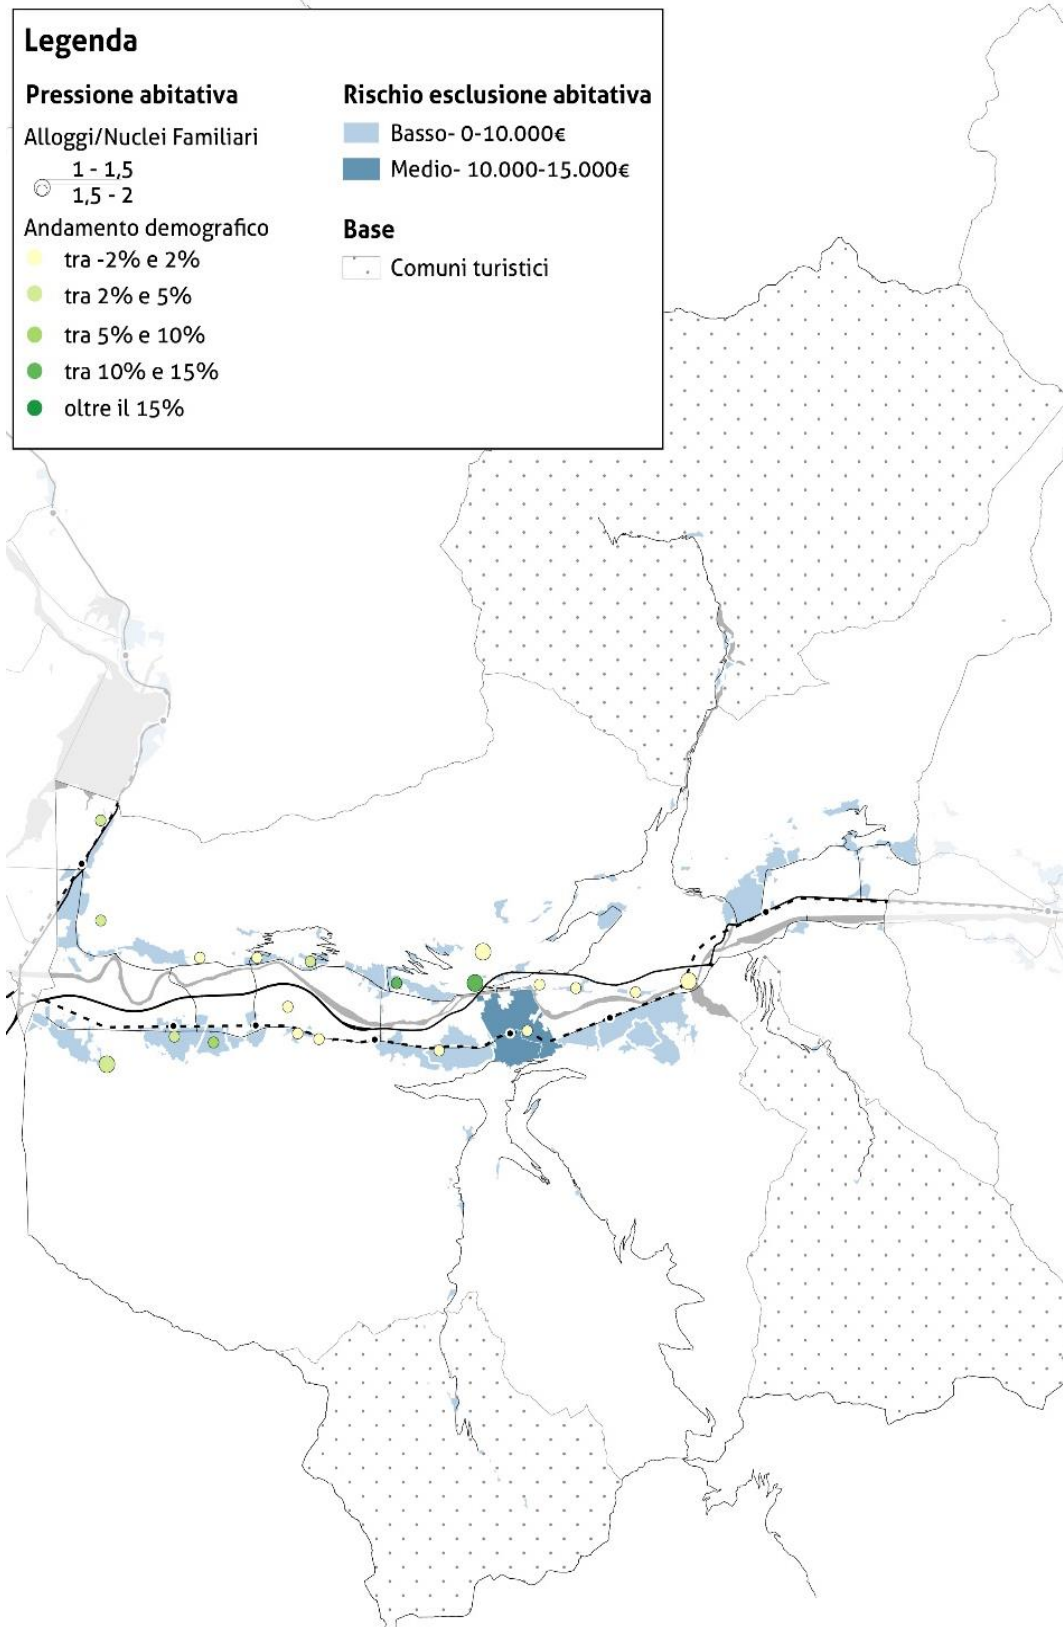 Legenda
Pressione abitativa
Alloggi/Nuclei Familiari
1 - 1,5
1,5 - 2
Andamento demografico
tra -2% e 2%
tra 2% e 5%
tra 5% e 10%
tra 10% e 15%
oltre il 15%
Rischio esclusione abitativa
Basso- 0-10.000€
Medio- 10.000-15.000€
Base
Comuni turistici